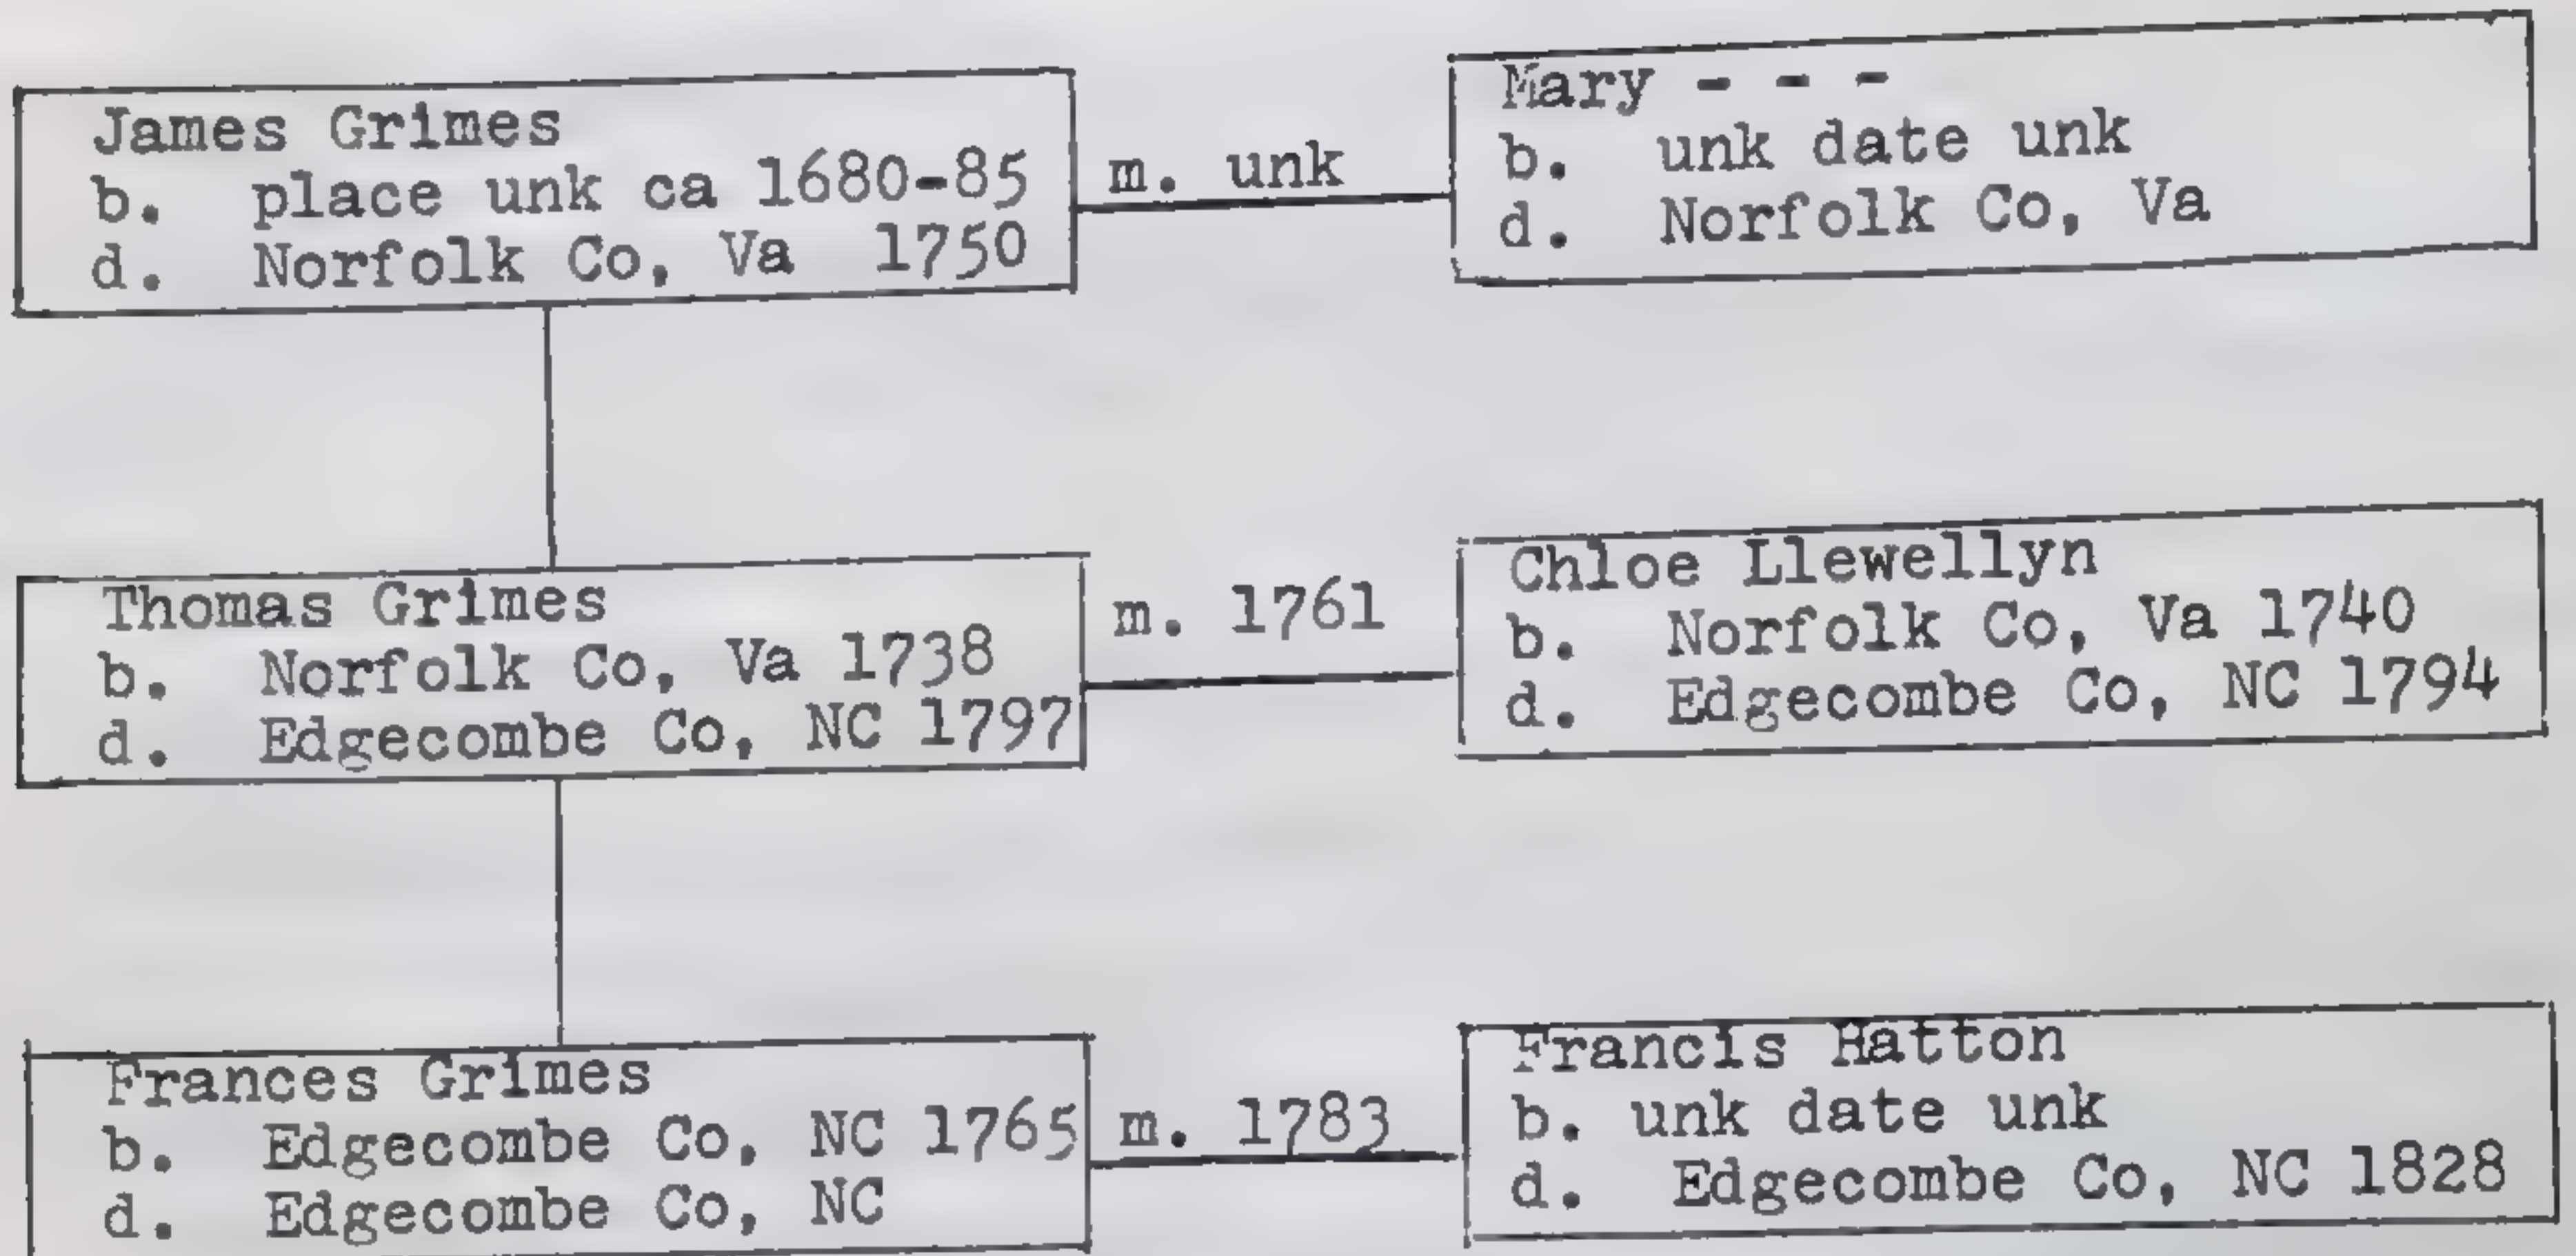 James Grimes
b. place unk ca 1680-85
d. Norfolk Co, Va 1750
m. unk
Mary - - -
b. unk date unk
d. Norfolk Co, Va
Thomas Grimes
b. Norfolk Co, Va 1738
d. Edgecombe Co, NC 1797
m. 1761
Chloe Llewellyn
b. Norfolk Co, Va 1740
d. Edgecombe Co, NC 1794
Frances Grimes
b. Edgecombe Co, NC 1765
d. Edgecombe Co, NC
m. 1783
Francis Hatton
b. unk date unk
d. Edgecombe Co, NC 1828